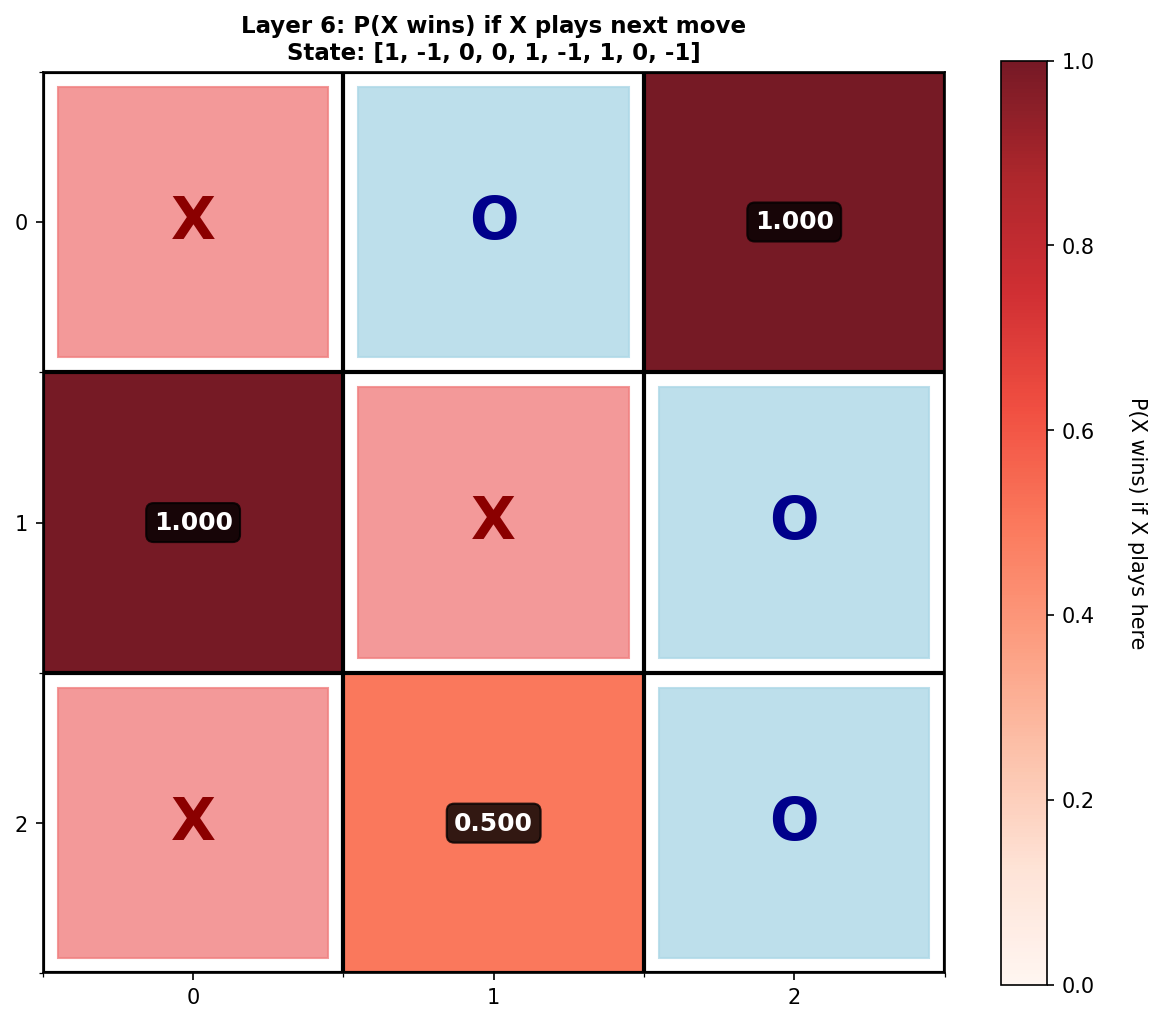 Layer 6: P(X wins) if X plays next move
State: [1, -1, 0, 0, 1, -1, 1, 0, -1]
0
X
O
1.000
1
1.000
X
O
2
X
0.500
O
0
1
2
1.0
0.8
0.6
0.4
0.2
0.0
P(X wins) if X plays here